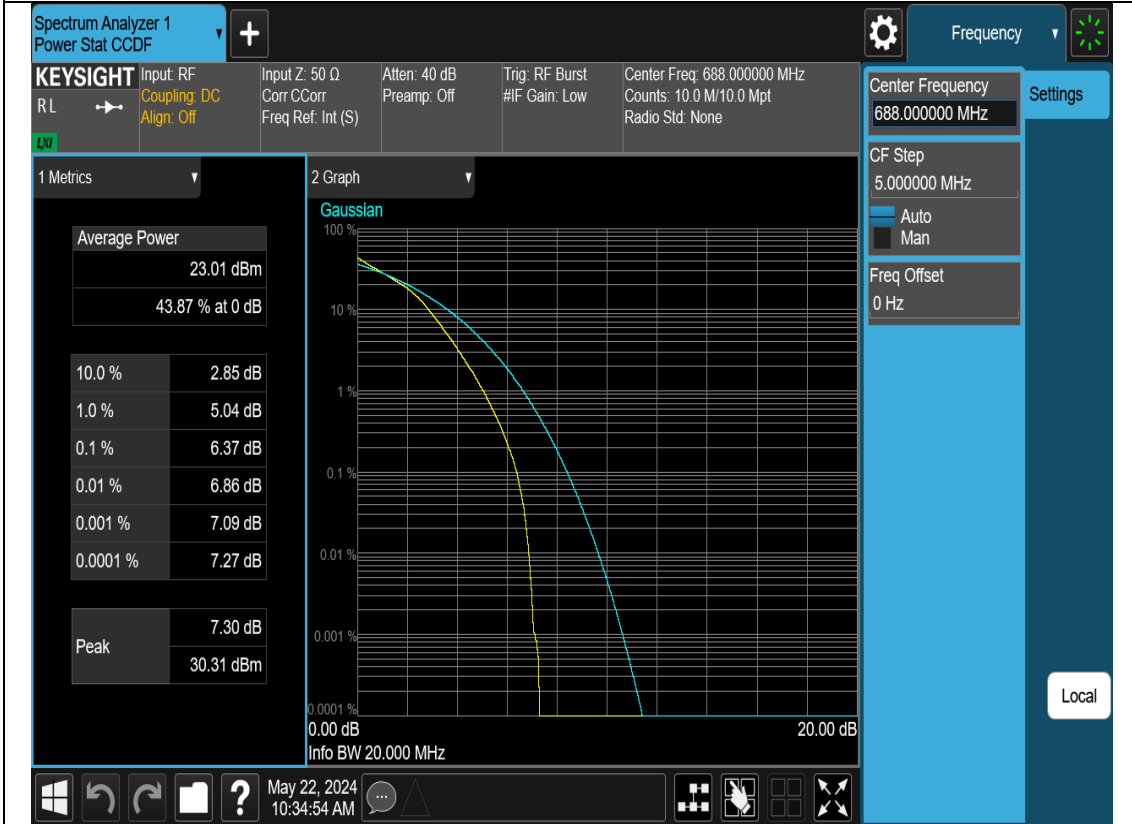 Spectrum Analyzer 1
Power Stat CCDF
+
Frequency
KEYSIGHT
RL
LXI
Input: RF
Coupling: DC
Align: Off
Input Z: 50 Ω
Corr CCorr
Freq Ref: Int (S)
Atten: 40 dB
Preamp: Off
Trig: RF Burst
#IF Gain: Low
Center Freq: 688.000000 MHz
Counts: 10.0 M/10.0 Mpt
Radio Std: None
Center Frequency
688.000000 MHz
Settings
CF Step
5.000000 MHz
Auto
Man
Freq Offset
0 Hz
1 Metrics
Average Power
23.01 dBm
43.87 % at 0 dB
10.0 % 2.85 dB
1.0 % 5.04 dB
0.1 % 6.37 dB
0.01 % 6.86 dB
0.001 % 7.09 dB
0.0001 % 7.27 dB
Peak
7.30 dB
30.31 dBm
2 Graph
Gaussian
100 %
10 %
1 %
0.1 %
0.01 %
0.001 %
0.0001 %
0.00 dB 20.00 dB
Info BW 20.000 MHz
Local
?
May 22, 2024
10:34:54 AM